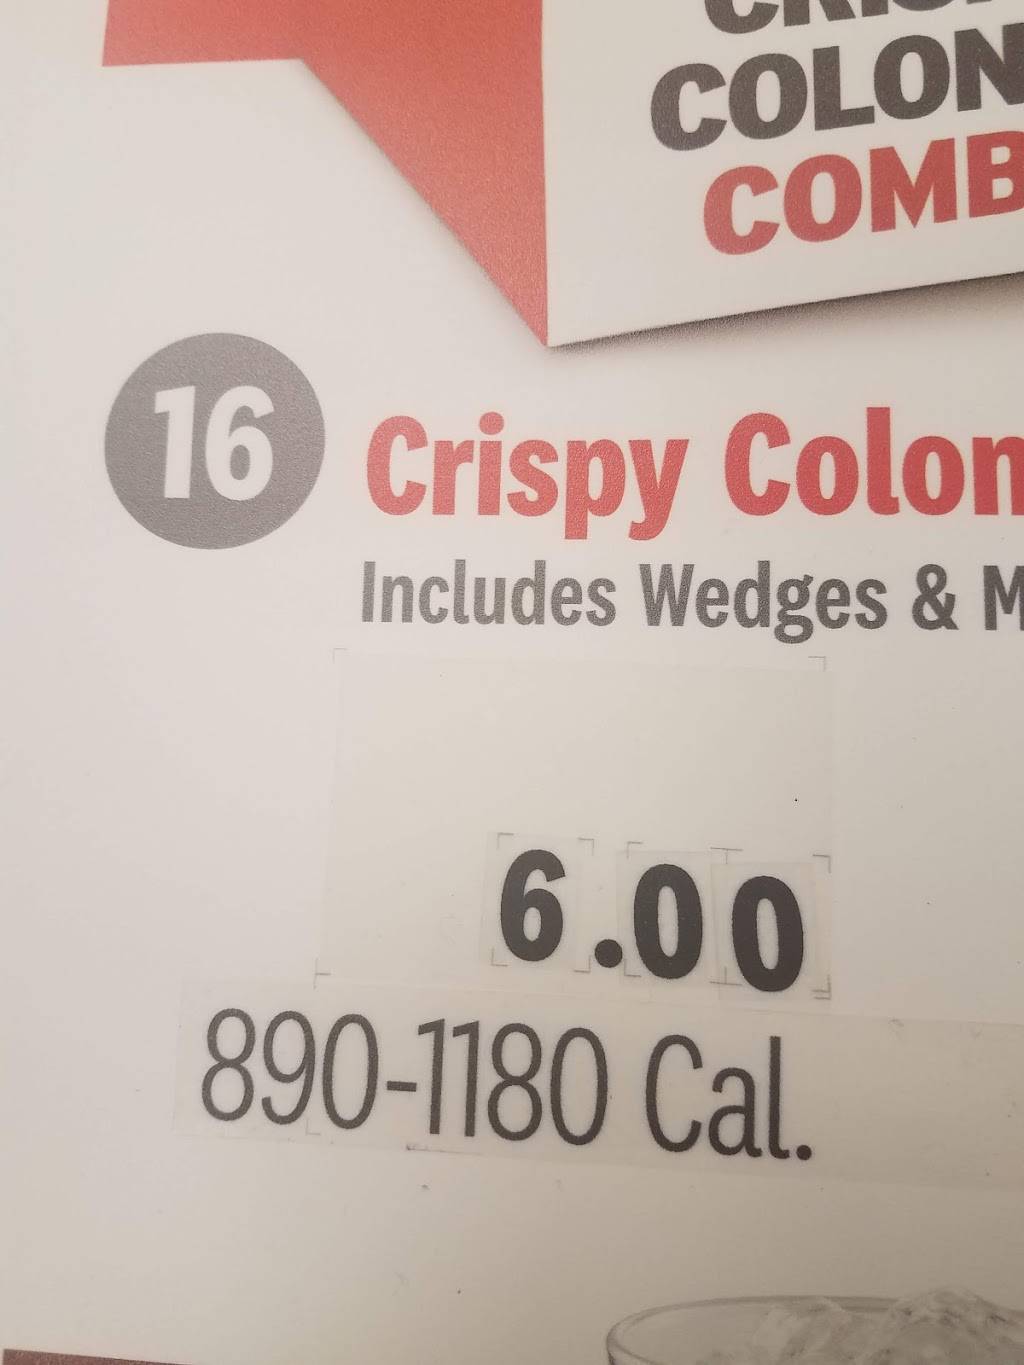 COLON
COMB
16
Crispy Colon
Includes Wedges & M
6.00
890-1180 Cal.